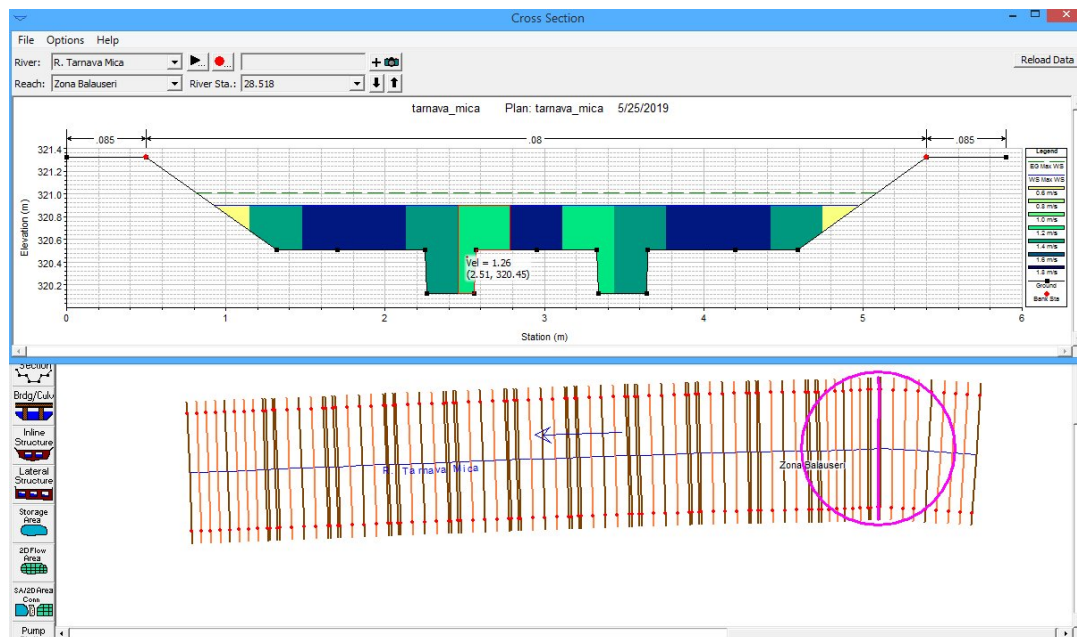 Cross Section
File Options Help
River: R. Tarnava Mica
Reload Data
Reach: Zona Balauseri River Sta.: 28.518
tarnava_mica Plan: tarnava_mica 5/25/2019
.085 .08 .085
321.4
321.2
321.0
320.8
320.6
320.4
320.2
Elevation (m)
Vel = 1.26
(2.51, 320.45)
0 1 2 3 4 5 6
Station (m)
Legend
EG Max WS
WS Max WS
0.6 m/s
0.8 m/s
1.0 m/s
1.2 m/s
1.4 m/s
1.6 m/s
1.8 m/s
Ground
Bank Sta
Section
Brdg/Culv
Inline
Structure
Lateral
Structure
Storage
Area
2D Flow
Area
SA/2D Area
Conn
Pump
R. Tarnava Mica
Zona Balauseri